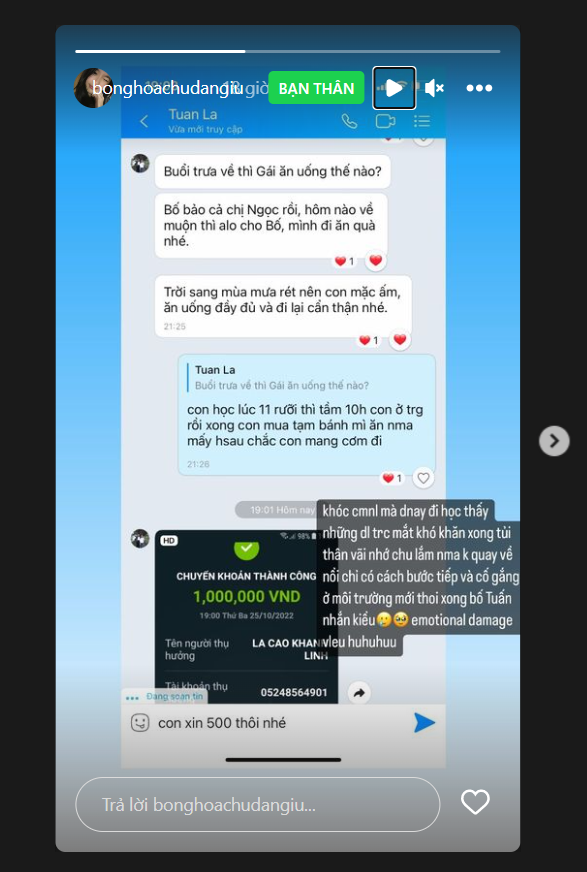 bonghoachudangiu
giờ
BẠN THÂN
Tuan La
Vừa mới truy cập
Buổi trưa về thì Gái ăn uống thế nào?
Bố bảo cả chị Ngọc rồi, hôm nào về
muộn thì alo cho Bố, mình đi ăn quà
nhé.
1
Trời sang mùa mưa rét nên con mặc ấm,
ăn uống đầy đủ và đi lại cẩn thận nhé.
21:25
1
Tuan La
Buổi trưa về thì Gái ăn uống thế nào?
con học lúc 11 rưỡi thì tầm 10h con ở trg
rồi xong con mua tạm bánh mì ăn nma
mấy hsau chắc con mang cơm đi
21:26
1
19:01 Hôm nay
khóc cmnl mà dnay đi học thấy
những dl trc mắt khó khăn xong tủi
thân vãi nhớ chu lắm nma k quay về
nổi chỉ có cách bước tiếp và cố gắng
ở môi trường mới thoi xong bố Tuấn
nhắn kiểu🥲🥹 emotional damage
vleu huhuhuu
HD
98%
CHUYỂN KHOẢN THÀNH CÔNG
1,000,000 VND
19:00 Thứ Ba 25/10/2022
Tên người thụ
hưởng
LA CAO KHAN
LINH
Tài khoản thụ
05248564901
Đang soạn tin
con xin 500 thôi nhé
Trả lời bonghoachudangiu...